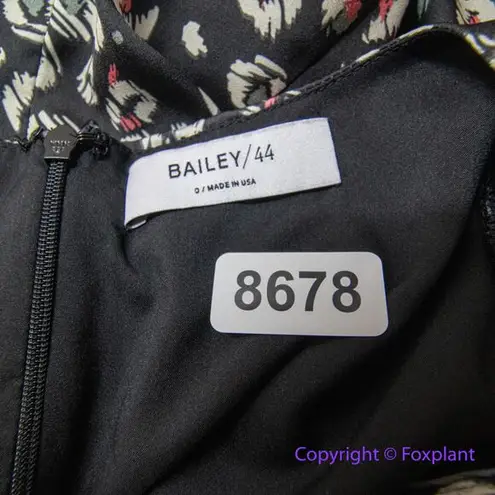 BAILEY/44
0 / MADE IN USA
8678
Copyright © Foxplant